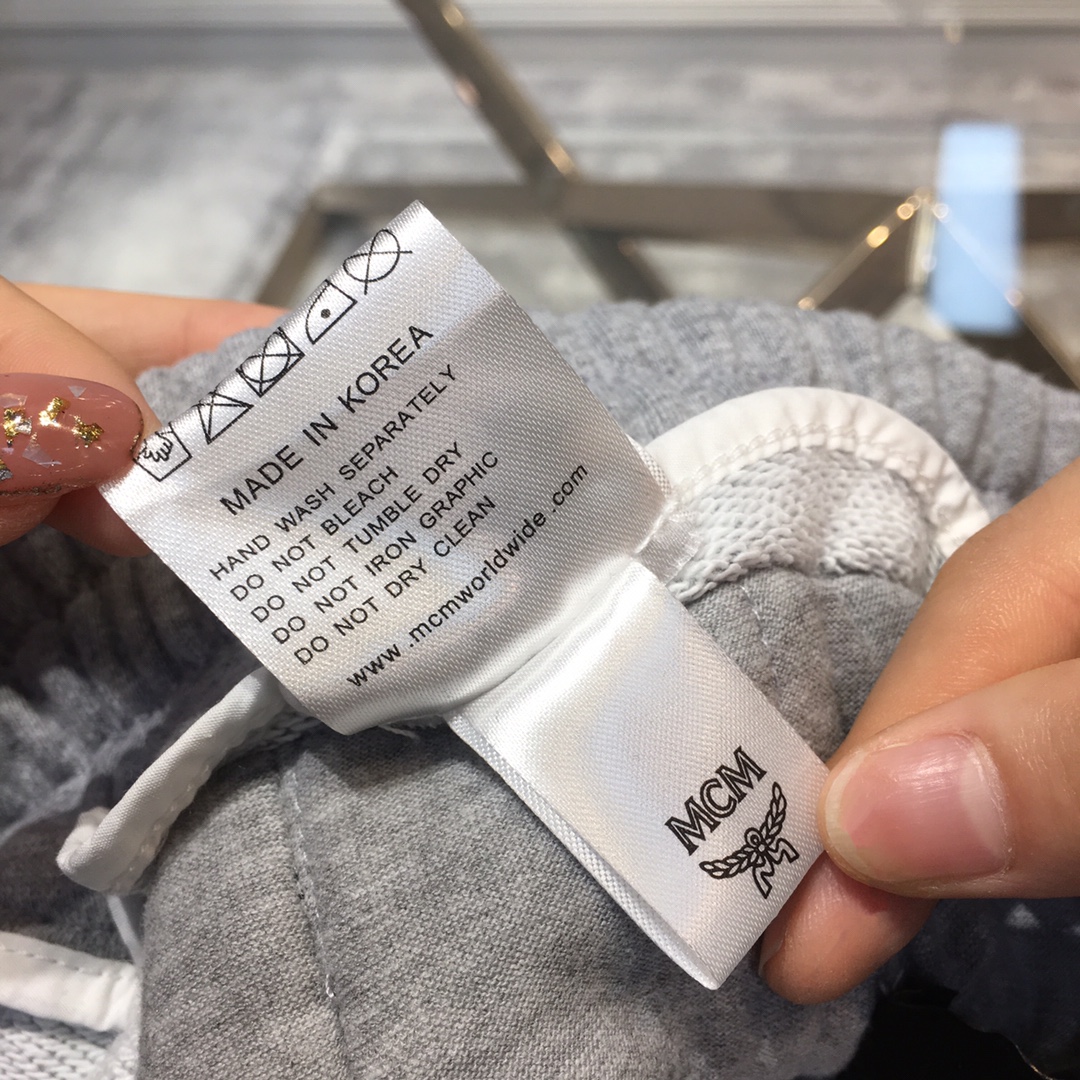 MADE IN KOREA
HAND WASH SEPARATELY
DO NOT BLEACH
DO NOT TUMBLE DRY
DO NOT IRON GRAPHIC
DO NOT DRY CLEAN
www .mcmworldwide .com
MCM